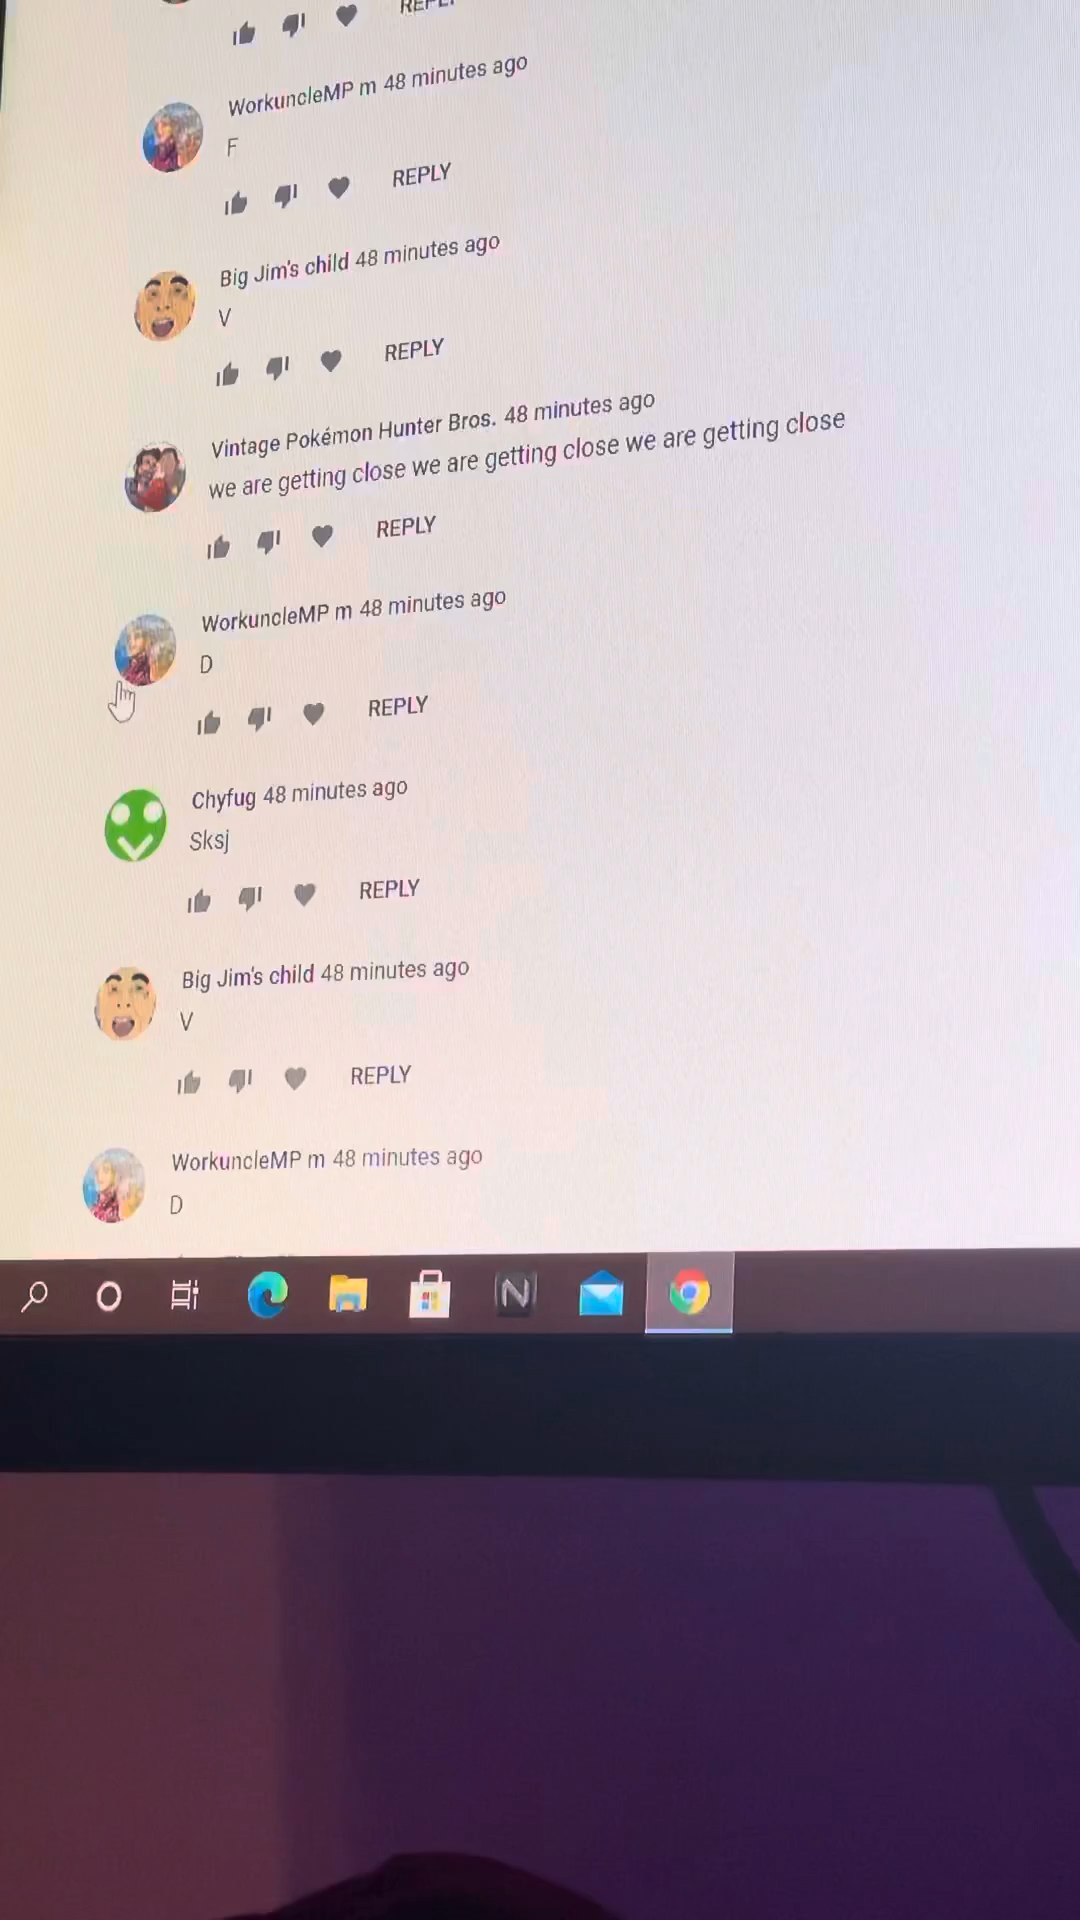 REPLY
WorkuncleMP m 48 minutes ago
F
REPLY
Big Jim's child 48 minutes ago
V
REPLY
Vintage Pokémon Hunter Bros. 48 minutes ago
we are getting close we are getting close we are getting close
REPLY
WorkuncleMP m 48 minutes ago
D
REPLY
Chyfug 48 minutes ago
Sksj
REPLY
Big Jim's child 48 minutes ago
V
REPLY
WorkuncleMP m 48 minutes ago
D
N